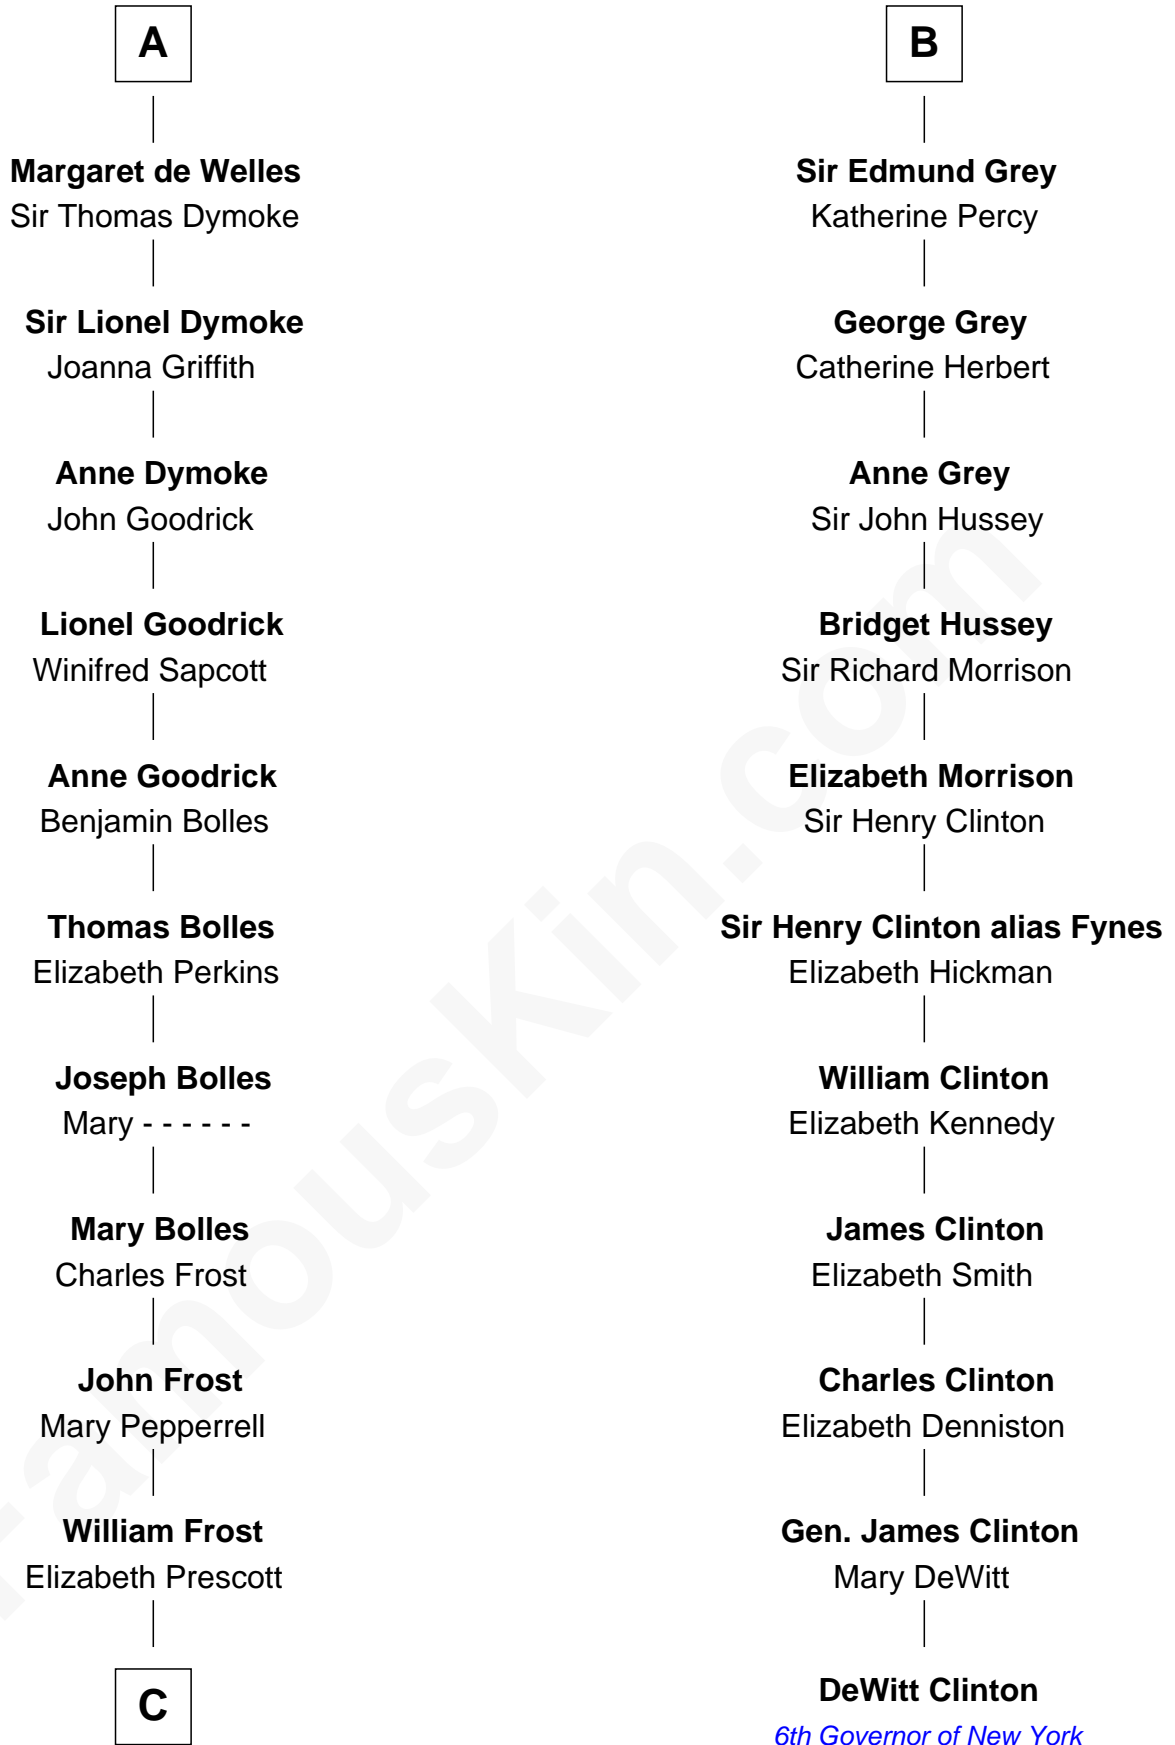 A
Margaret de Welles
Sir Thomas Dymoke
Sir Lionel Dymoke
Joanna Griffith
Anne Dymoke
John Goodrick
Lionel Goodrick
Winifred Sapcott
Anne Goodrick
Benjamin Bolles
Thomas Bolles
Elizabeth Perkins
Joseph Bolles
Mary - - - - - -
Mary Bolles
Charles Frost
John Frost
Mary Pepperrell
William Frost
Elizabeth Prescott
C
B
Sir Edmund Grey
Katherine Percy
George Grey
Catherine Herbert
Anne Grey
Sir John Hussey
Bridget Hussey
Sir Richard Morrison
Elizabeth Morrison
Sir Henry Clinton
Sir Henry Clinton alias Fynes
Elizabeth Hickman
William Clinton
Elizabeth Kennedy
James Clinton
Elizabeth Smith
Charles Clinton
Elizabeth Denniston
Gen. James Clinton
Mary DeWitt
DeWitt Clinton
6th Governor of New York
FamousKin.com